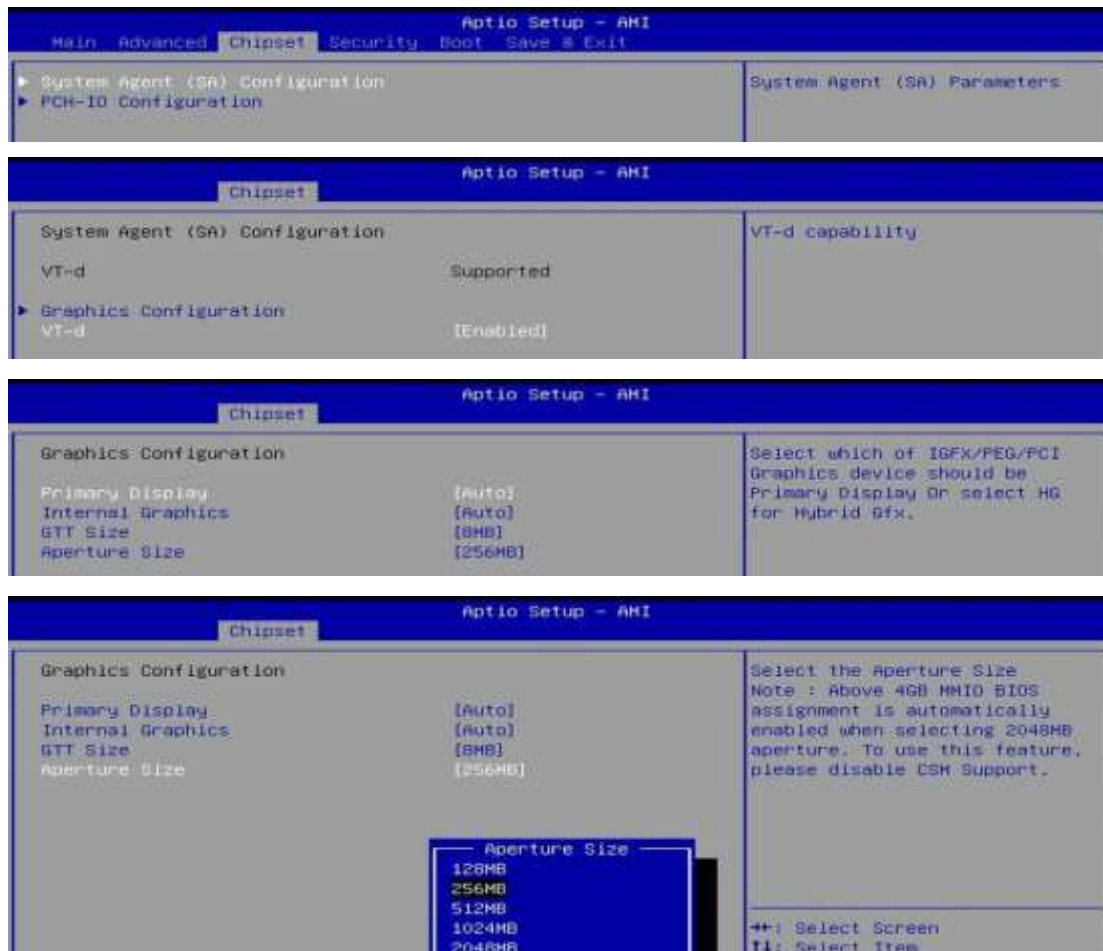 Aptio Setup - AMI
Main Advanced Chipset Security Boot Save & Exit
► System Agent (SA) Configuration
► PCH-IO Configuration
System Agent (SA) Parameters
Aptio Setup - AMI
Chipset
System Agent (SA) Configuration
VT-d Supported
► Graphics Configuration
VT-d [Enabled]
VT-d capability
Aptio Setup - AMI
Chipset
Graphics Configuration
Primary Display [Auto]
Internal Graphics [Auto]
GTT Size [8MB]
Aperture Size [256MB]
Select which of IGFX/PEG/PCI
Graphics device should be
Primary Display Or select HG
for Hybrid Gfx.
Aptio Setup - AMI
Chipset
Graphics Configuration
Primary Display [Auto]
Internal Graphics [Auto]
GTT Size [8MB]
Aperture Size [256MB]
Select the Aperture Size
Note : Above 4GB MMIO BIOS
assignment is automatically
enabled when selecting 2048MB
aperture. To use this feature,
please disable CSM Support.
Aperture Size
128MB
256MB
512MB
1024MB
2048MB
→←: Select Screen
↑↓: Select Item